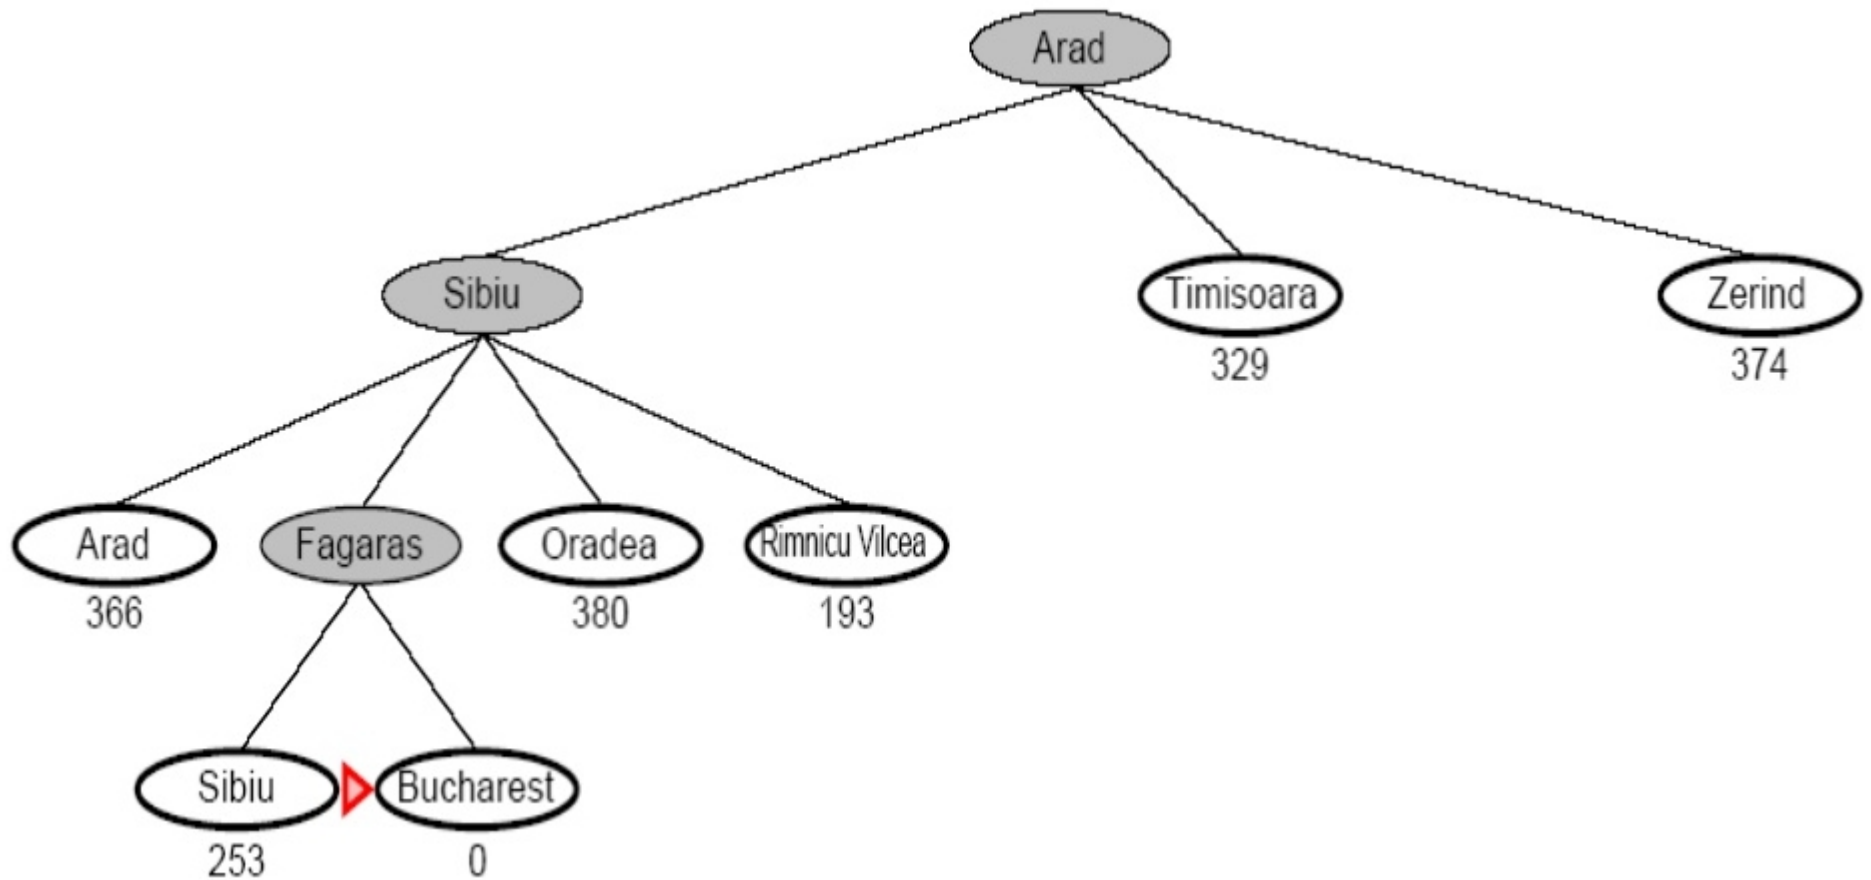 Arad
Sibiu
Timisoara
Zerind
329
374
Arad
Fagaras
Oradea
Rimnicu Vilcea
366
380
193
Sibiu
Bucharest
253
0